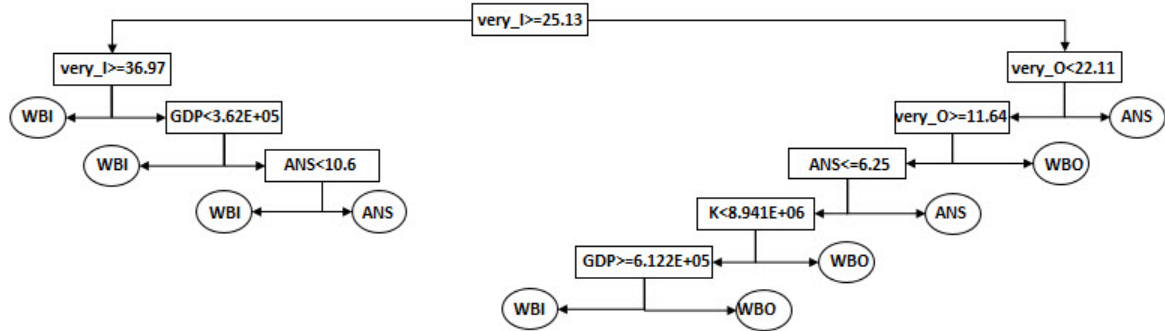 very_I>=25.13
very_I>=36.97
very_O<22.11
WBI
GDP<3.62E+05
very_O>=11.64
ANS
WBI
ANS<10.6
ANS<=6.25
WBO
WBI
ANS
K<8.941E+06
ANS
GDP>=6.122E+05
WBO
WBI
WBO